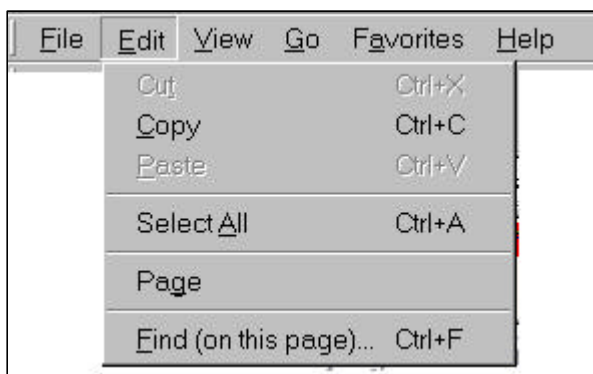 File Edit View Go Favorites Help
Cut Ctrl+X
Copy Ctrl+C
Paste Ctrl+V
Select All Ctrl+A
Page
Find (on this page)... Ctrl+F